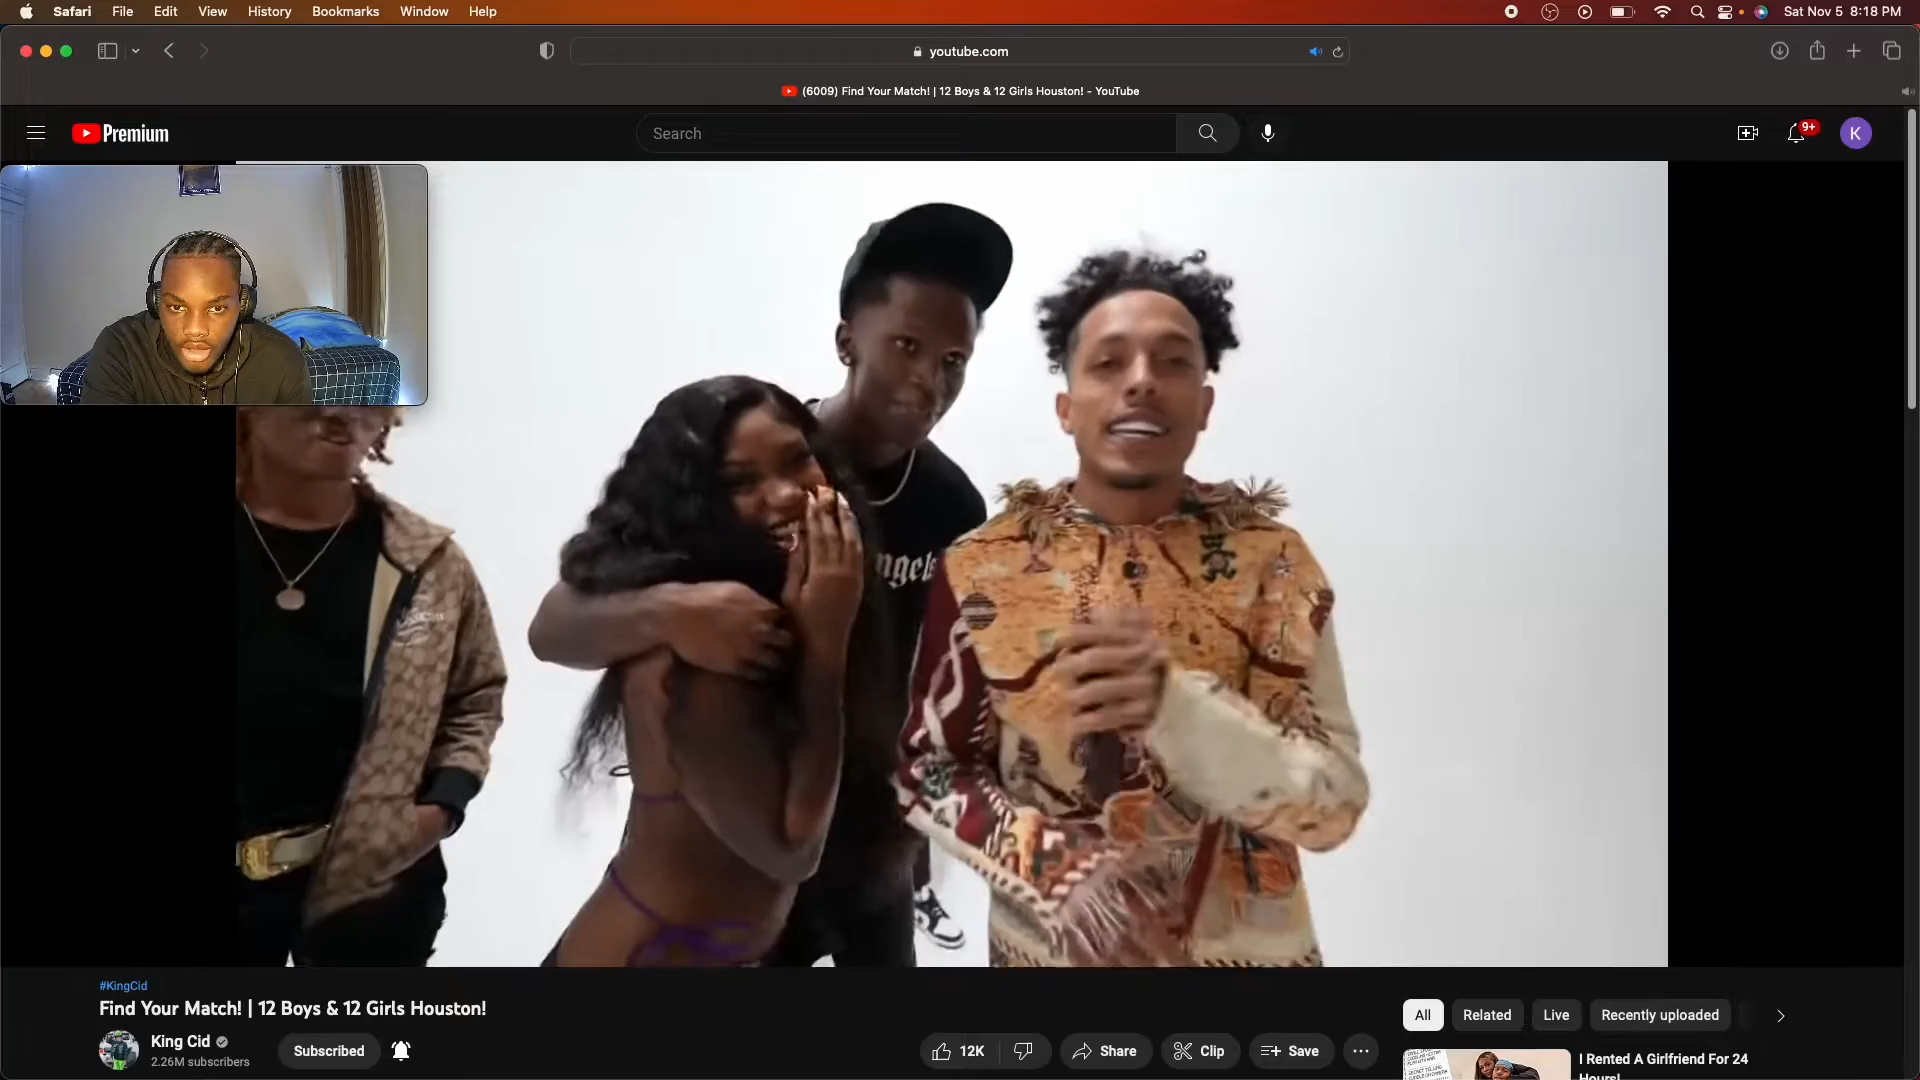 Safari File Edit View History Bookmarks Window Help
Sat Nov 5 8:18 PM
youtube.com
(6009) Find Your Match! | 12 Boys & 12 Girls Houston! - YouTube
Premium
Search
9+
K
ngels
#KingCid
Find Your Match! | 12 Boys & 12 Girls Houston!
King Cid
2.26M subscribers
Subscribed
12K
Share
Clip
Save
All
Related
Live
Recently uploaded
I Rented A Girlfriend For 24
Hours!